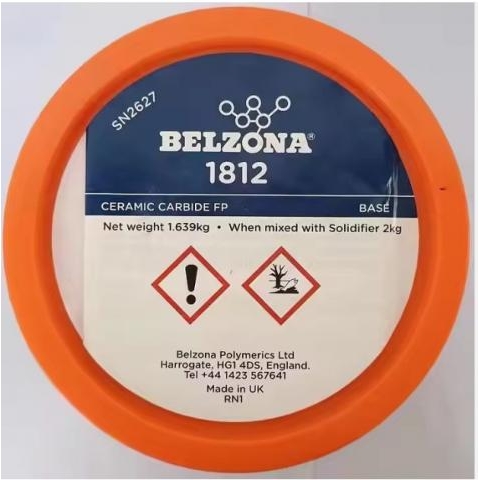 SN2627
BELZONA®
1812
CERAMIC CARBIDE FP BASE
Net weight 1.639kg • When mixed with Solidifier 2kg
Belzona Polymerics Ltd
Harrogate, HG1 4DS, England.
Tel +44 1423 567641
Made in UK
RN1